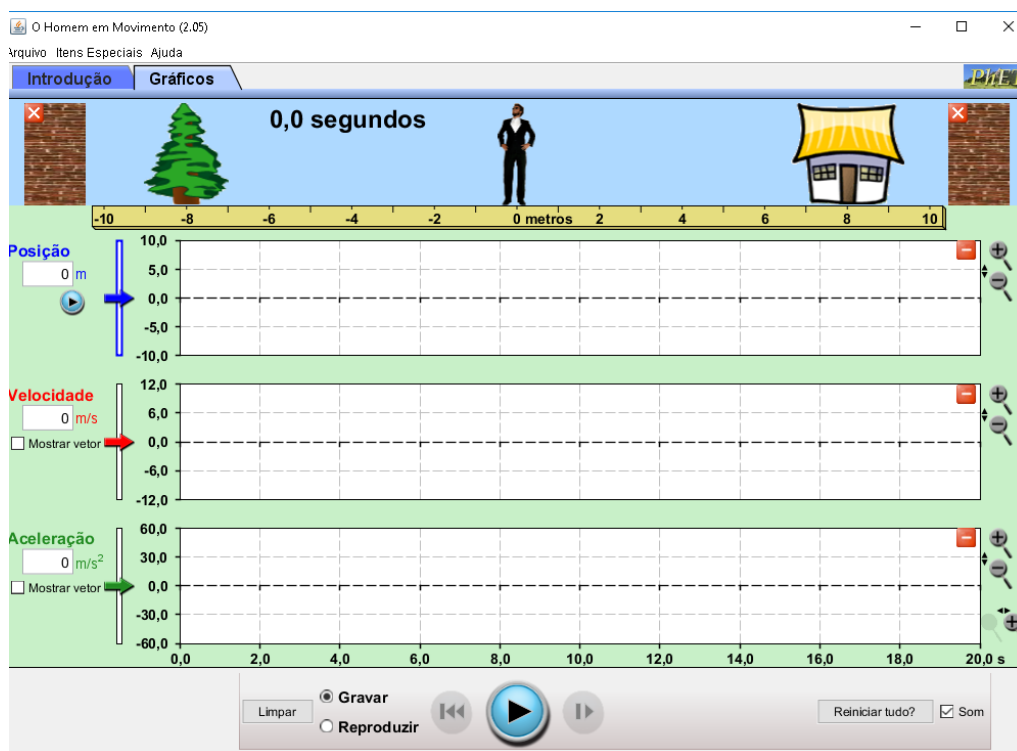 O Homem em Movimento (2.05)
Arquivo Itens Especiais Ajuda
Introdução Gráficos
PhET
0,0 segundos
-10 -8 -6 -4 -2 0 metros 2 4 6 8 10
Posição
0 m
10,0
5,0
0,0
-5,0
-10,0
Velocidade
0 m/s
Mostrar vetor
12,0
6,0
0,0
-6,0
-12,0
Aceleração
0 m/s²
Mostrar vetor
60,0
30,0
0,0
-30,0
-60,0
0,0 2,0 4,0 6,0 8,0 10,0 12,0 14,0 16,0 18,0 20,0 s
Limpar
Gravar
Reproduzir
Reiniciar tudo?
Som